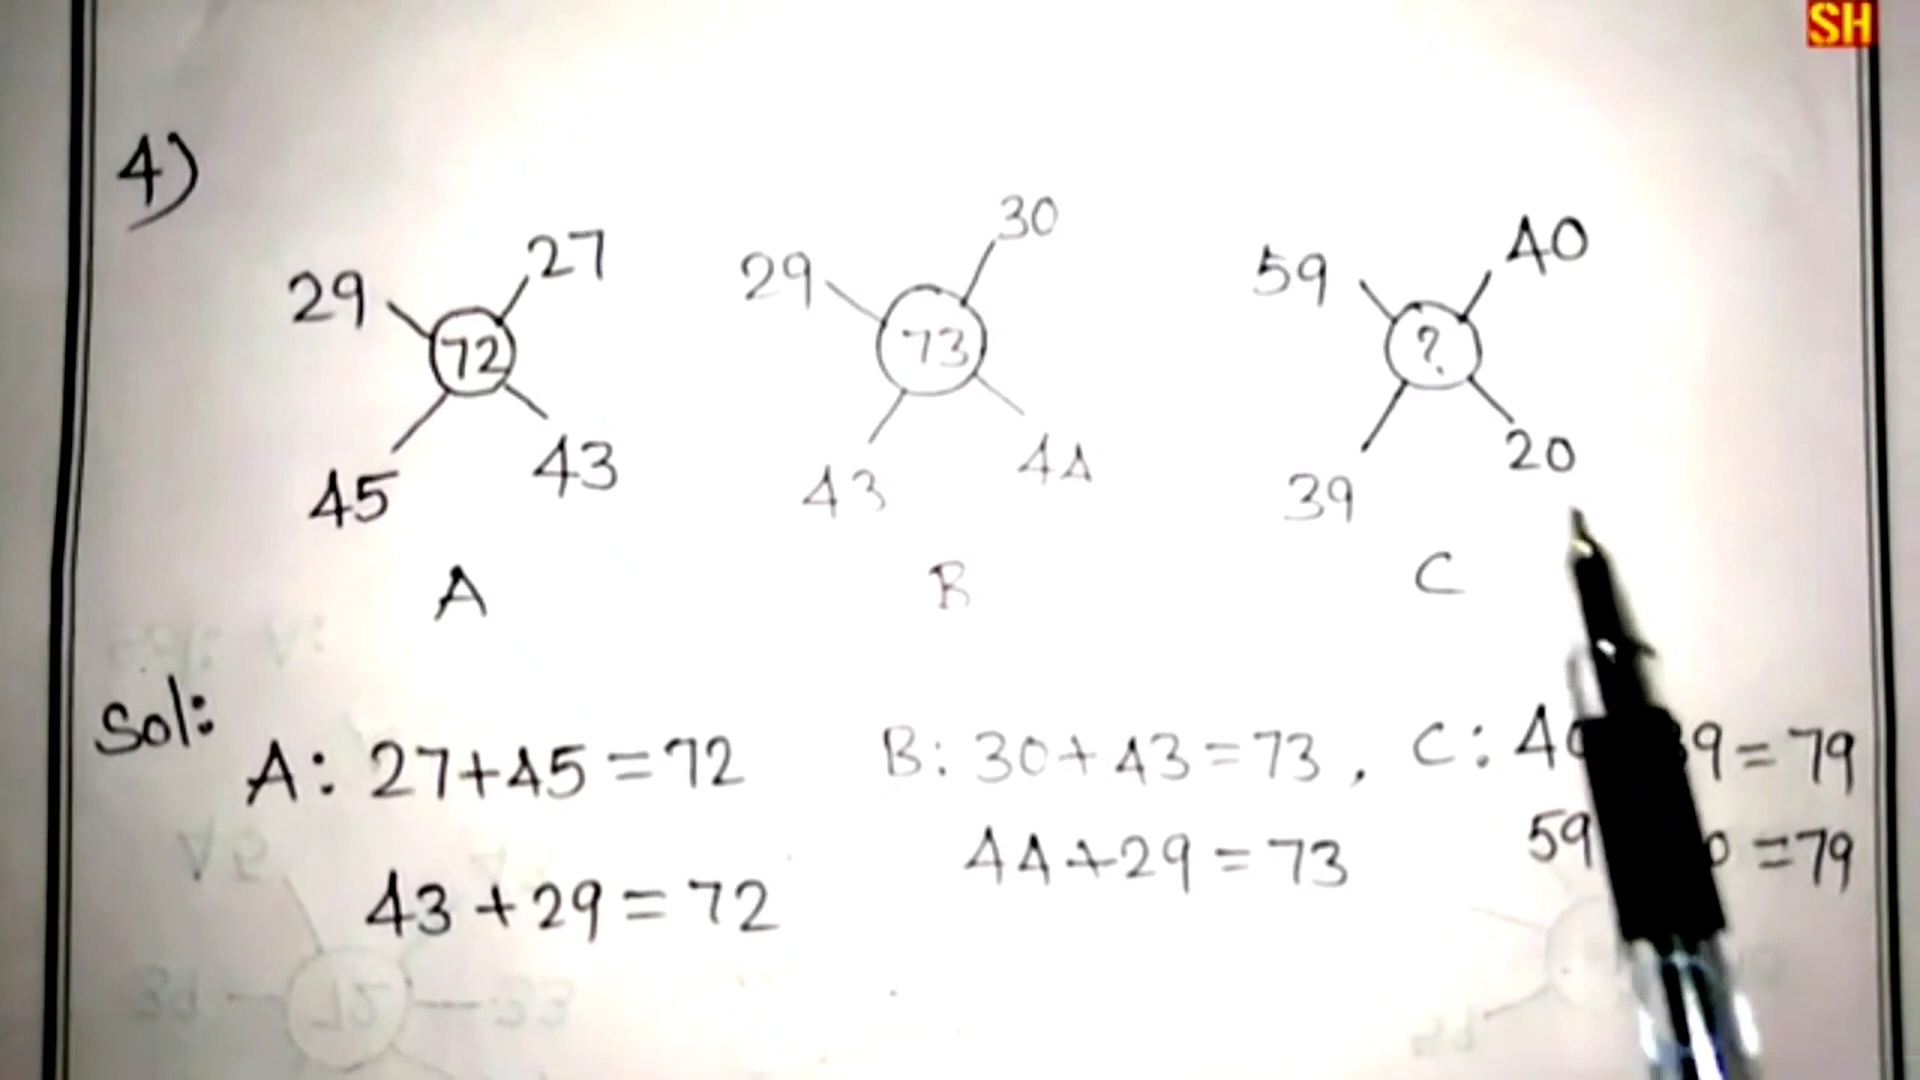 SH
4)
29 27 72 45 43
29 30 73 43 44
59 40 ? 39 20
A B C
Sol: A: 27+45=72 B: 30+43=73, C: 9=79
43+29=72 44+29=73 59 =79